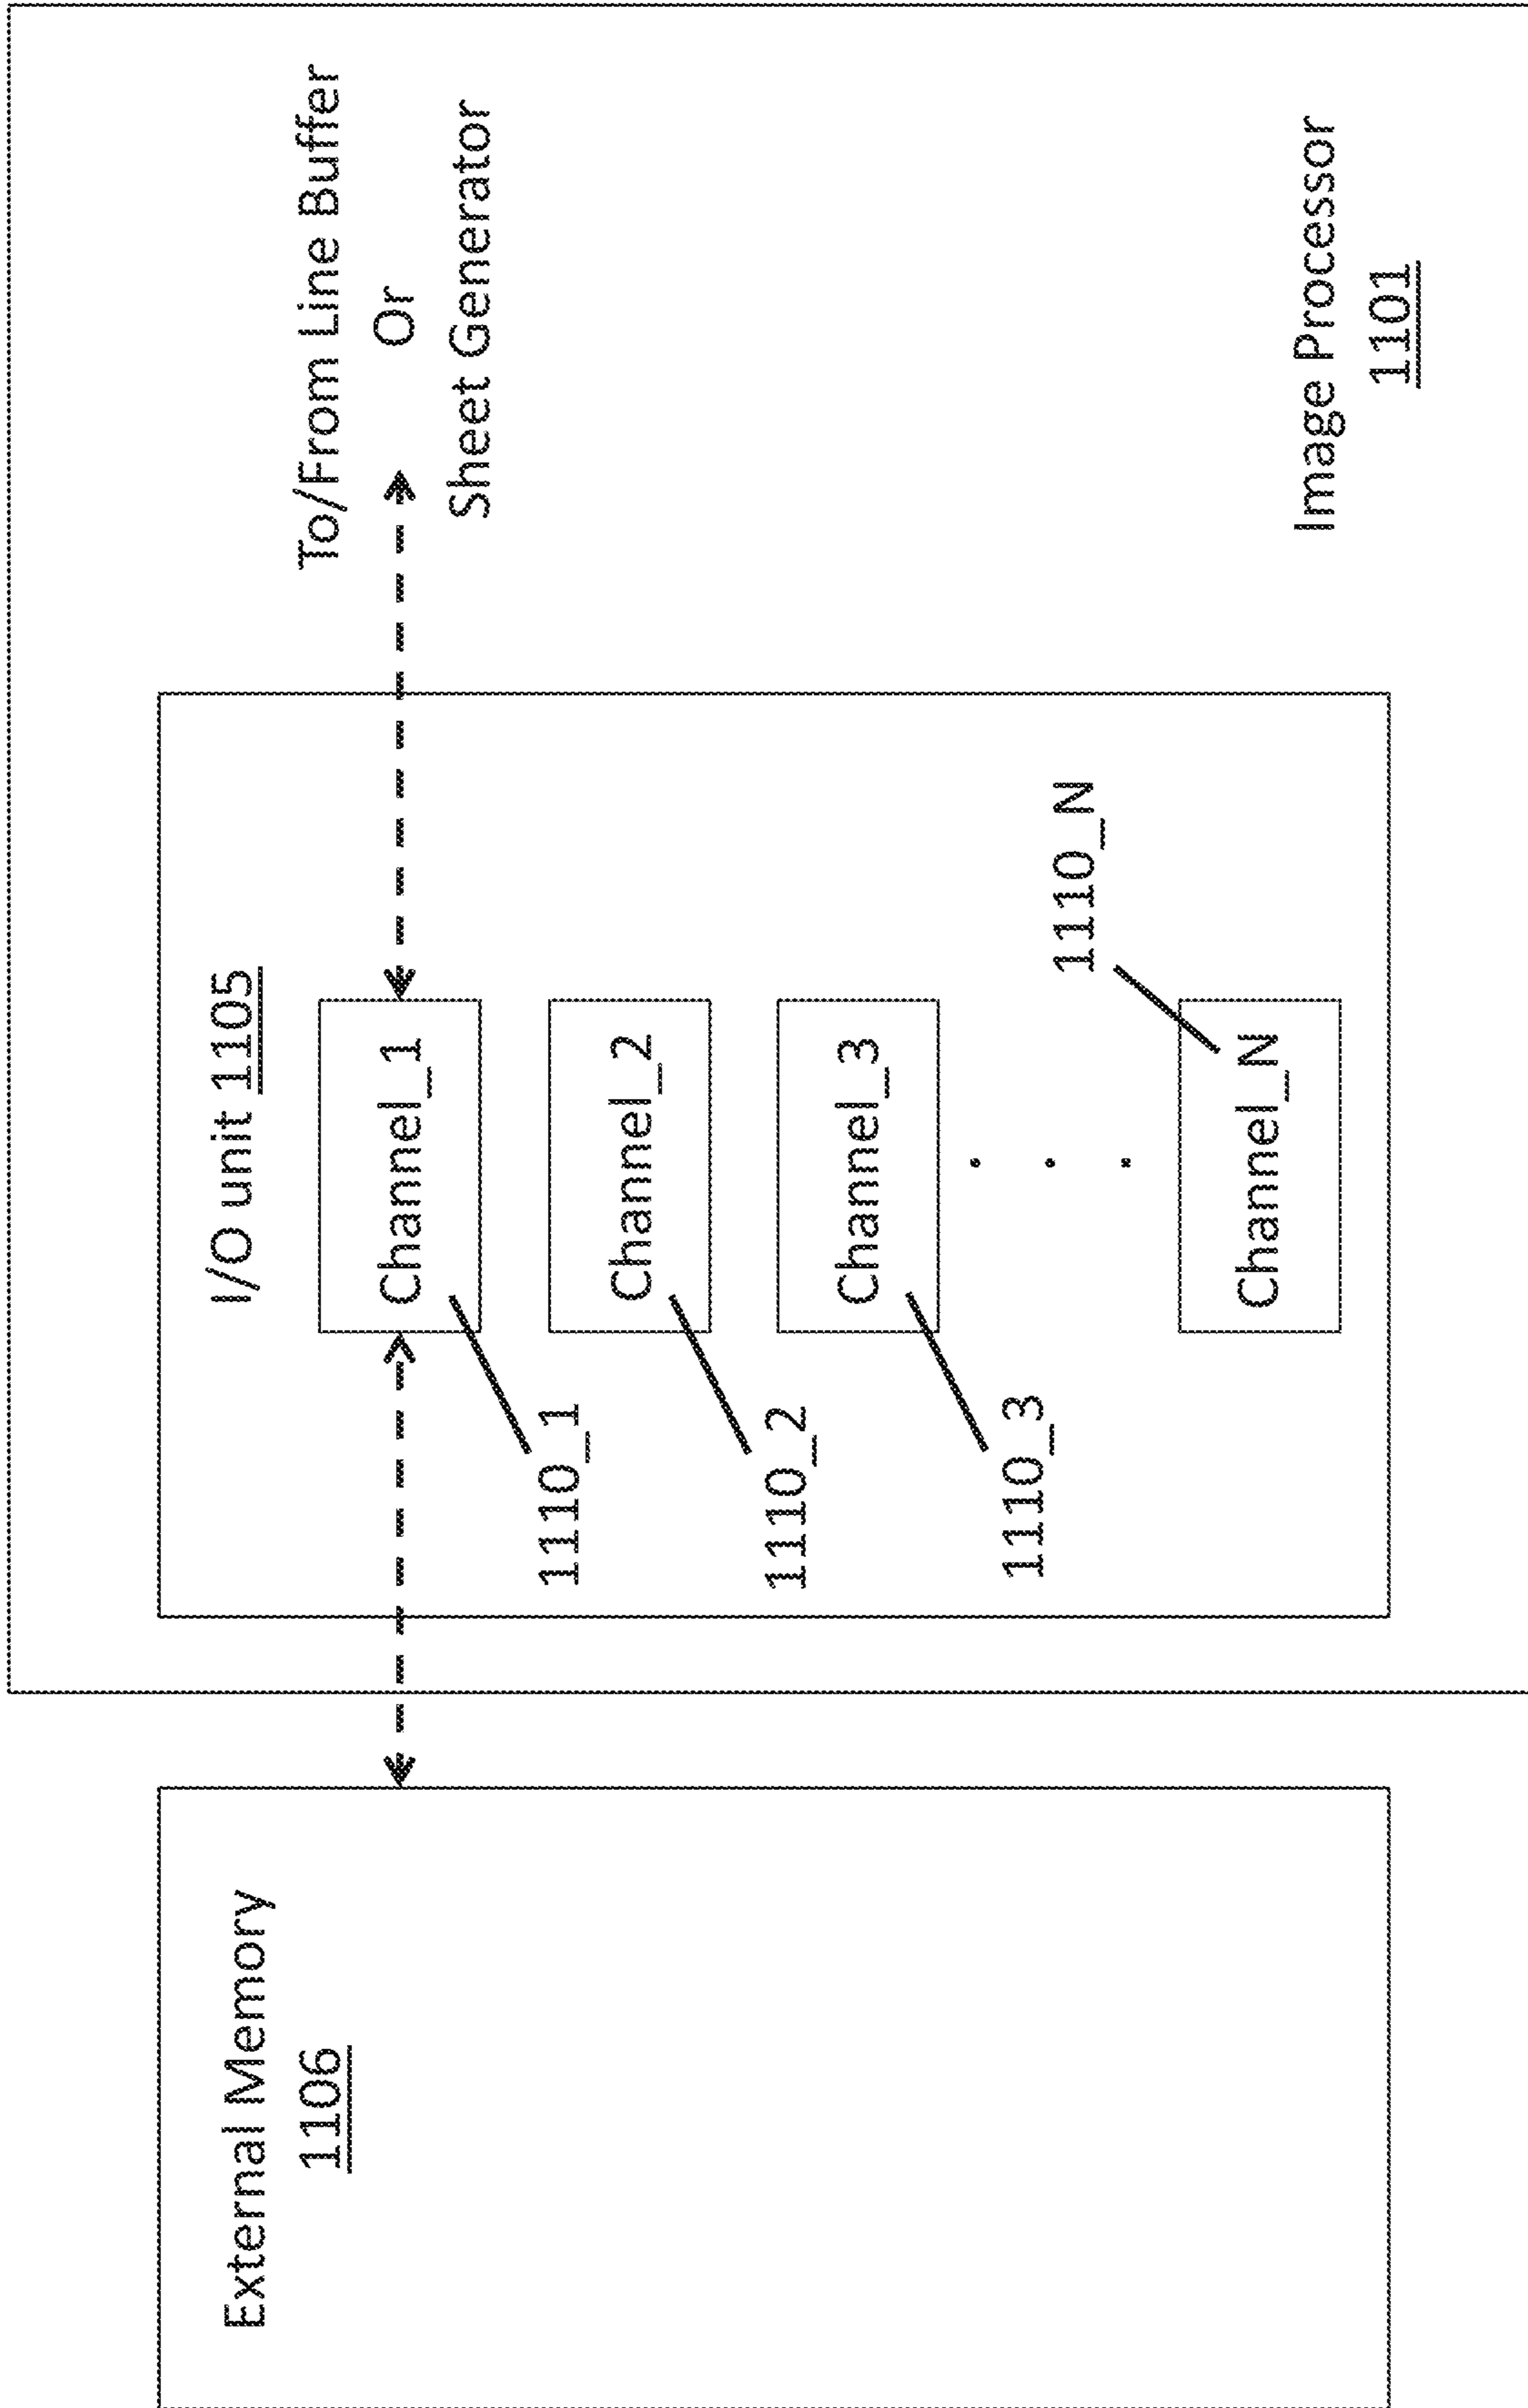 External Memory
1106
I/O unit 1105
Channel_1
1110_1
Channel_2
1110_2
Channel_3
1110_3
. . .
Channel_N
1110_N
To/From Line Buffer
Or
Sheet Generator
Image Processor
1101